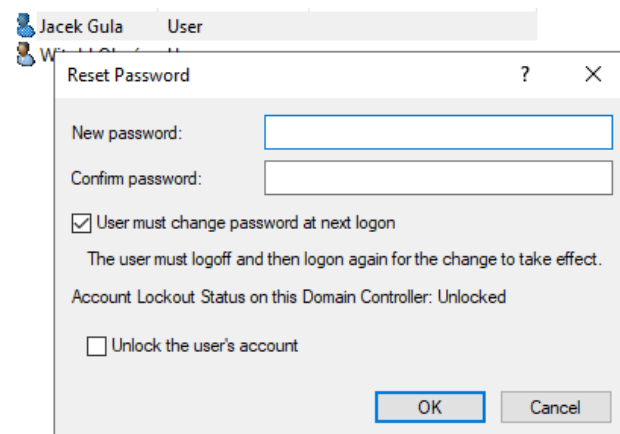 Jacek Gula User
Reset Password ? X
New password:
Confirm password:
User must change password at next logon
The user must logoff and then logon again for the change to take effect.
Account Lockout Status on this Domain Controller: Unlocked
Unlock the user's account
OK Cancel